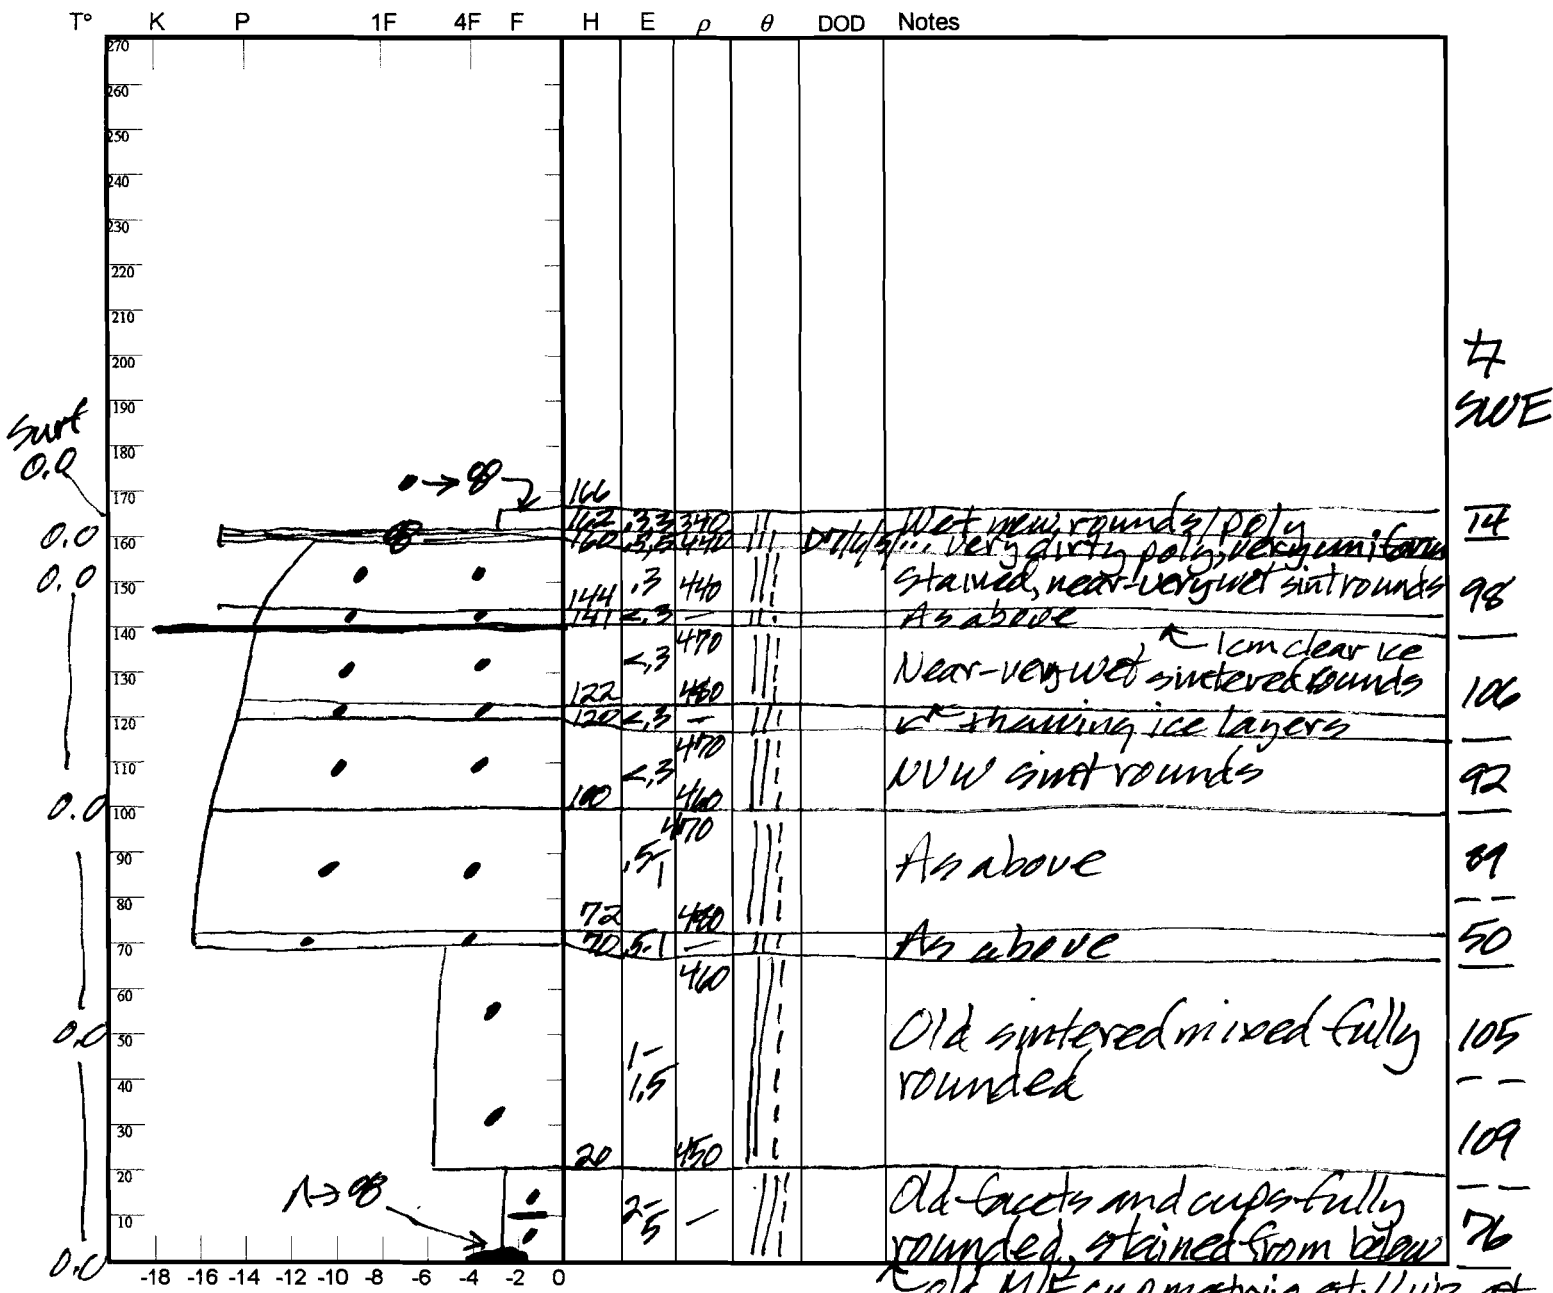 T° K P 1F 4F F H E ρ θ DOD Notes
270
260
250
240
230
220
210
200
190
180
170
160
150
140
130
120
110
100
90
80
70
60
50
40
30
20
10
-18 -16 -14 -12 -10 -8 -6 -4 -2 0
Surf
0.0
0.0
0.0
0.0
0.0
0.0
166
162 .3 340 Wet new, rounds/poly
160 440 very dirty poly, very uniform
144 .3 440 Stained, near-very wet sint rounds
141 <.3 – As above
470 ↖ 1cm clear ice
<.3 Near-very wet sintered rounds
122 480
120 <.3 – thawing ice layers
470
<.3 NVW sint rounds
100 460
470
.5-1 As above
72 480
70 .5-1 – As above
460
1-1.5 Old sintered mixed fully
rounded
20 450
2-5 – Old facets and cups fully
rounded, stained from below
SWE
14
98
106
92
89
50
105
109
76